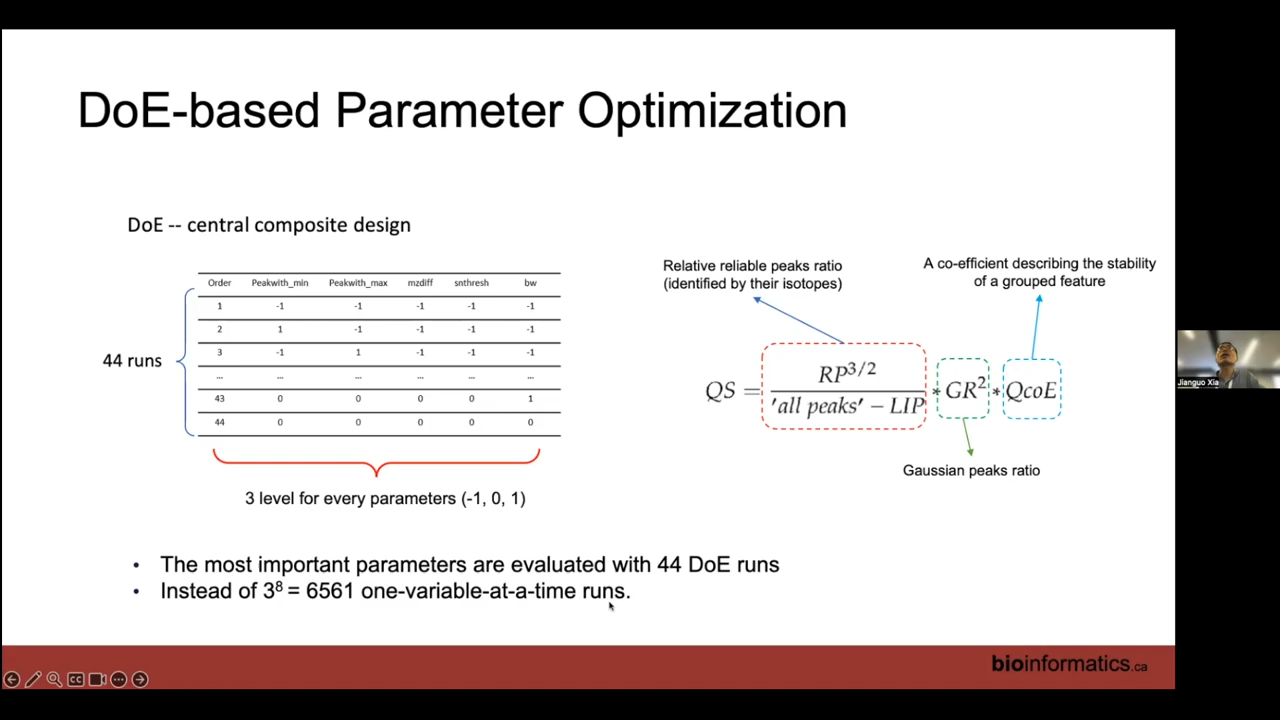 DoE-based Parameter Optimization
DoE -- central composite design
Order Peakwith_min Peakwith_max mzdiff snthresh bw
1 -1 -1 -1 -1 -1
2 1 -1 -1 -1 -1
3 -1 1 -1 -1 -1
... ... ... ... ... ...
43 0 0 0 0 1
44 0 0 0 0 0
44 runs
3 level for every parameters (-1, 0, 1)
Relative reliable peaks ratio
(identified by their isotopes)
A co-efficient describing the stability
of a grouped feature
QS = RP^3/2 / 'all peaks' − LIP * GR² * QcoE
Gaussian peaks ratio
• The most important parameters are evaluated with 44 DoE runs
• Instead of 3⁸ = 6561 one-variable-at-a-time runs.
bioinformatics.ca
CC
Jianguo Xia